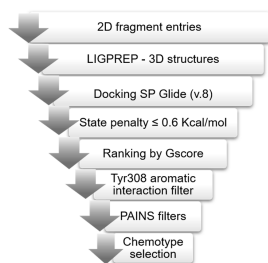 2D fragment entries
LIGPREP - 3D structures
Docking SP Glide (v.8)
State penalty ≤ 0.6 Kcal/mol
Ranking by Gscore
Tyr308 aromatic
interaction filter
PAINS filters
Chemotype
selection